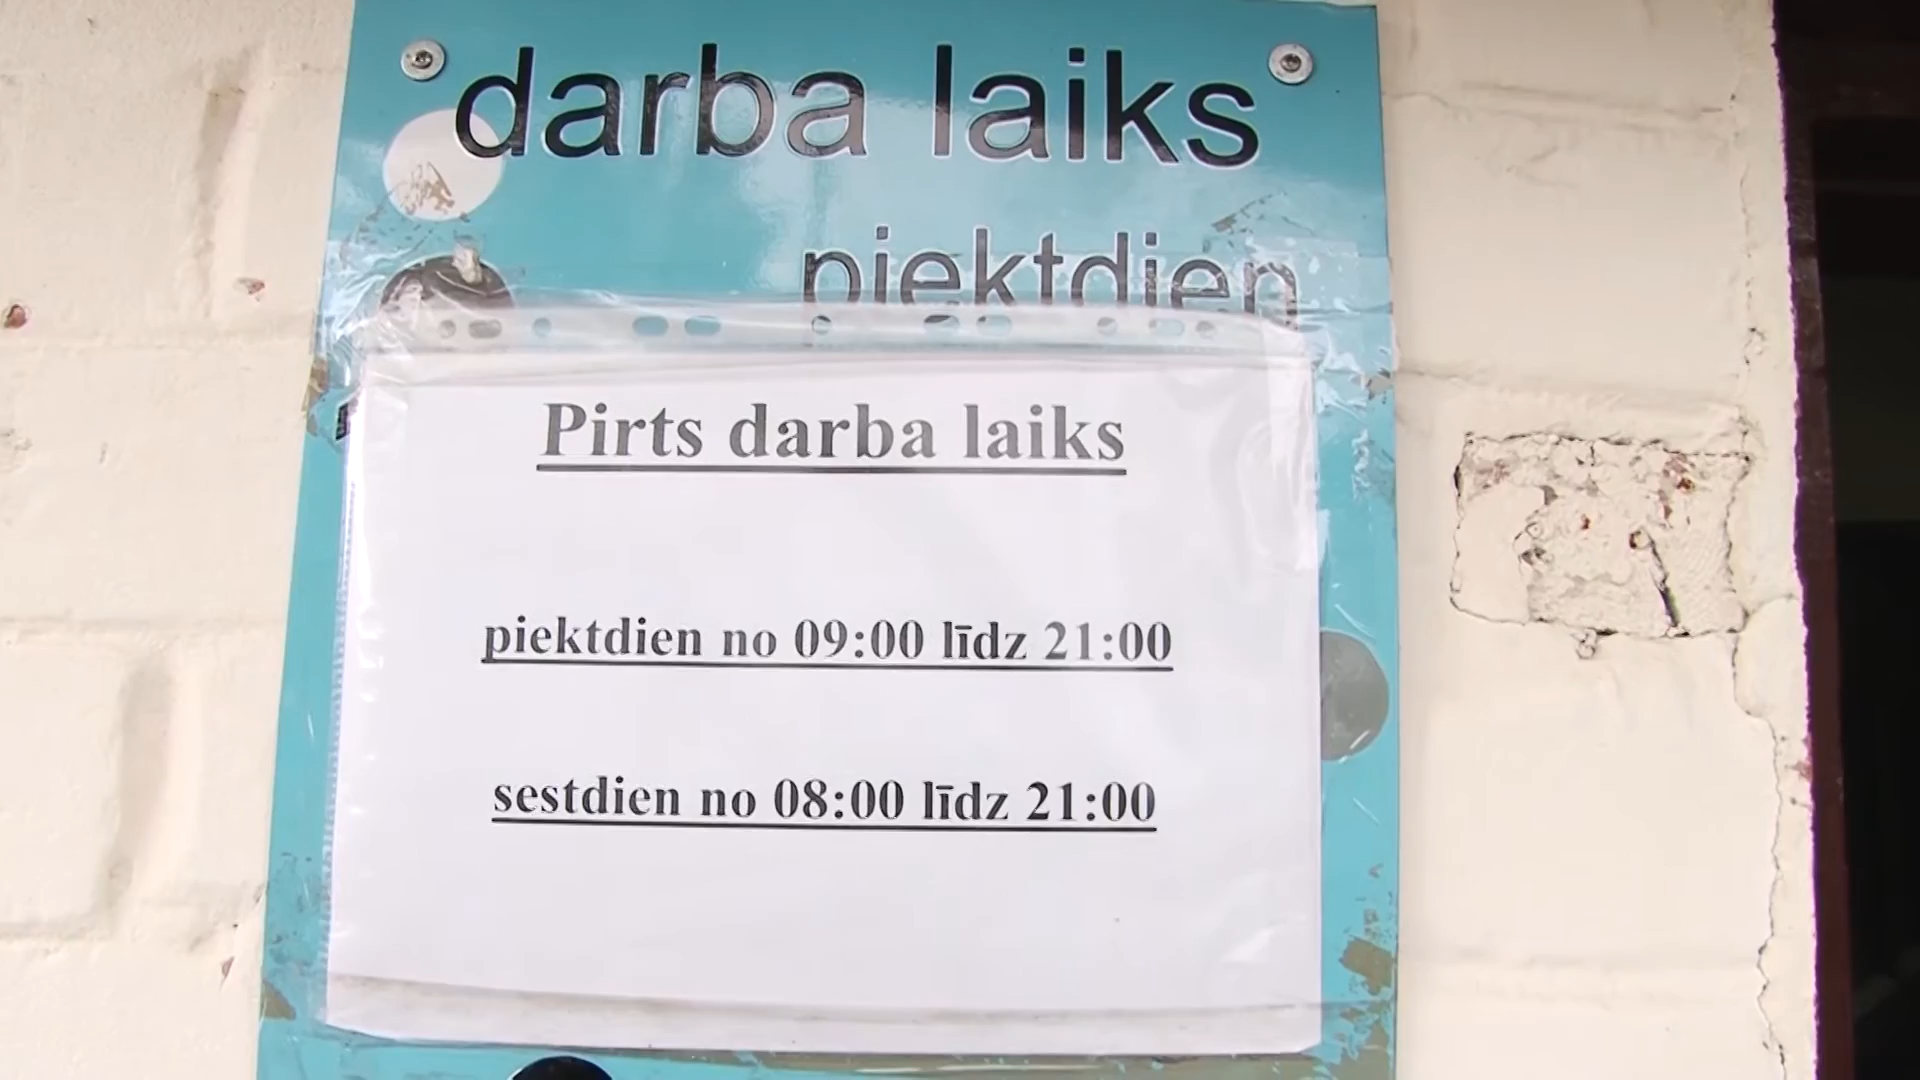 darba laiks
piektdien
Pirts darba laiks
piektdien no 09:00 līdz 21:00
sestdien no 08:00 līdz 21:00